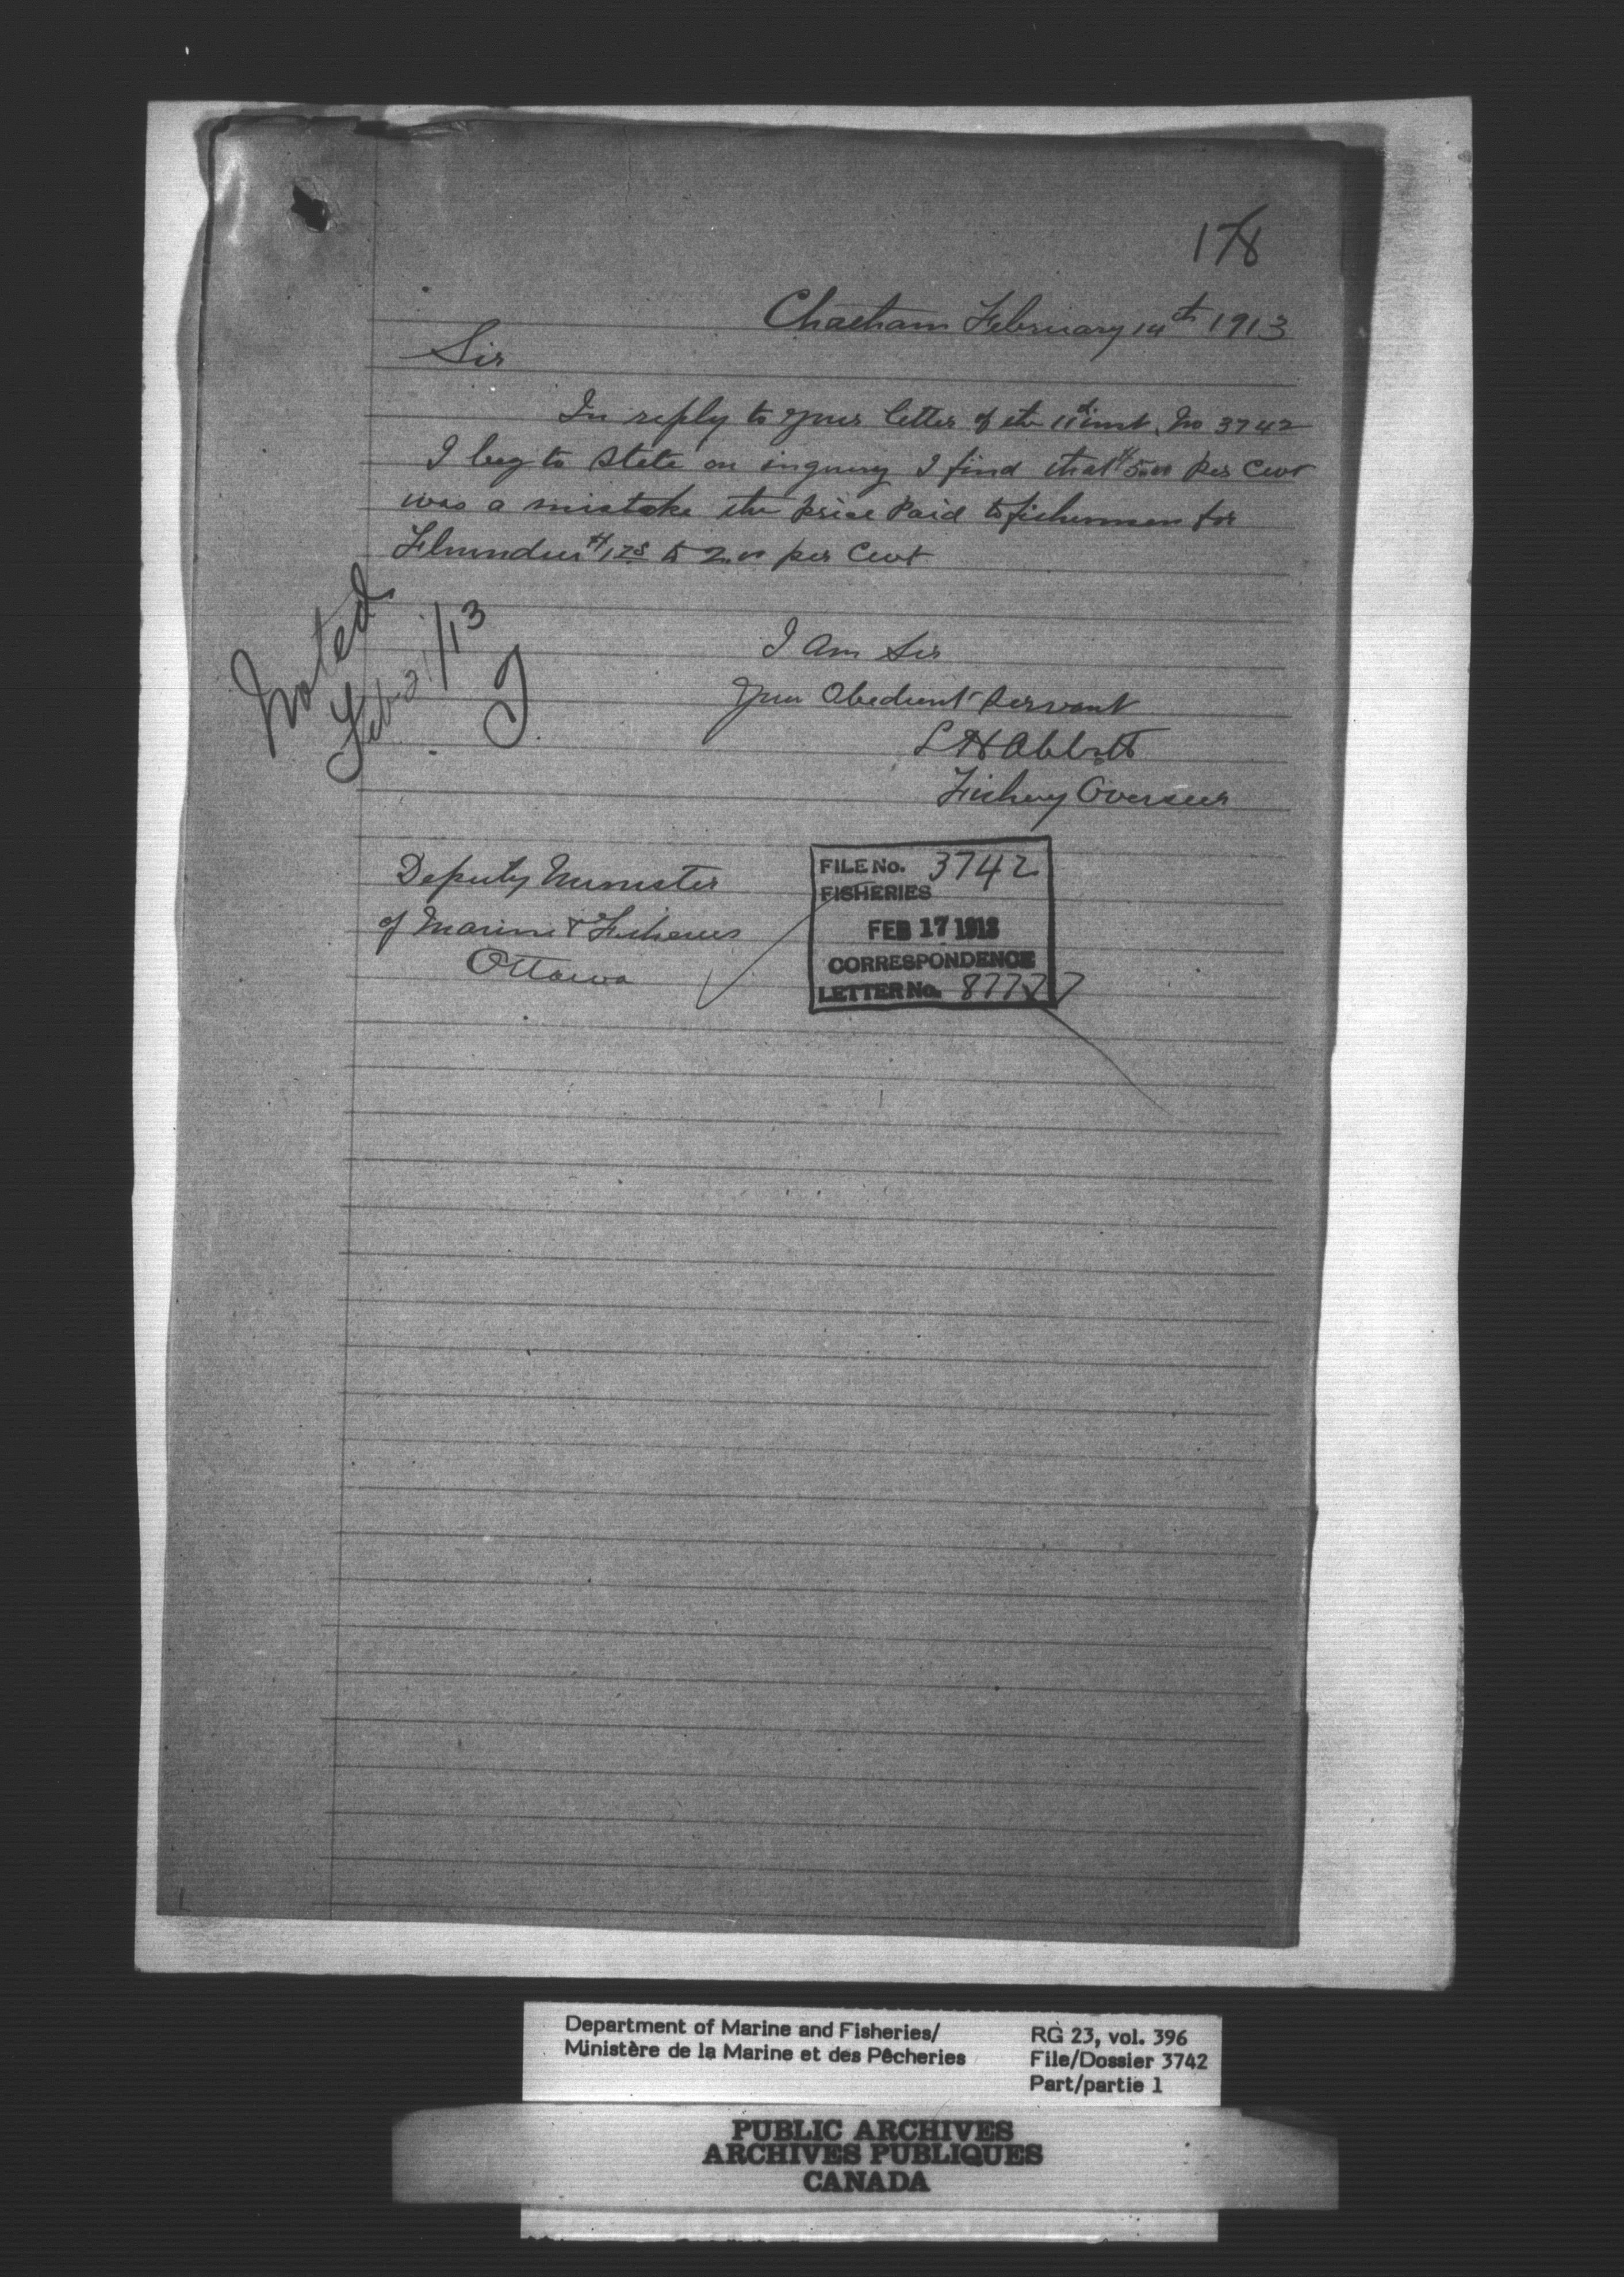 178
Chatham February 14th 1913
Sir
In reply to your letter of the 11th inst. No 3742
I beg to State on inquiry I find that $5.00 per Cwt
was a mistake the price Paid to fishermen for
Flounders $1.75 to 2.00 per Cwt
Noted
Feb 21/13
I Am Sir
Your Obedient Servant
L H Abbott
Fishery Overseer
Deputy Minister
of Marine & Fisheries
Ottawa
FILE No. 3742
FISHERIES
FEB 17 1913
CORRESPONDENCE
LETTER No. 87777
Department of Marine and Fisheries/
Ministère de la Marine et des Pêcheries
RG 23, vol. 396
File/Dossier 3742
Part/partie 1
PUBLIC ARCHIVES
ARCHIVES PUBLIQUES
CANADA